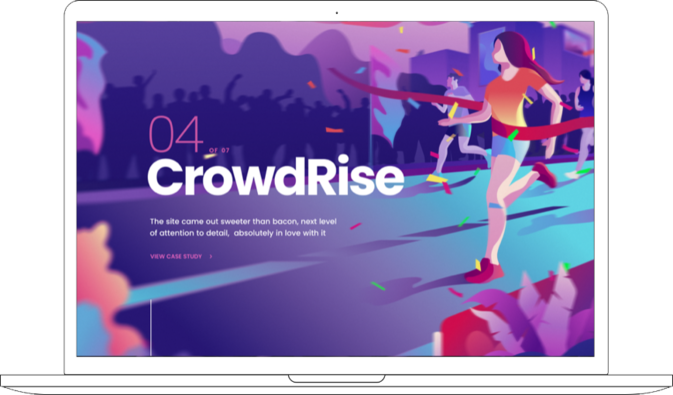 04
OF 07
CrowdRise
The site came out sweeter than bacon, next level
of attention to detail, absolutely in love with it
VIEW CASE STUDY >